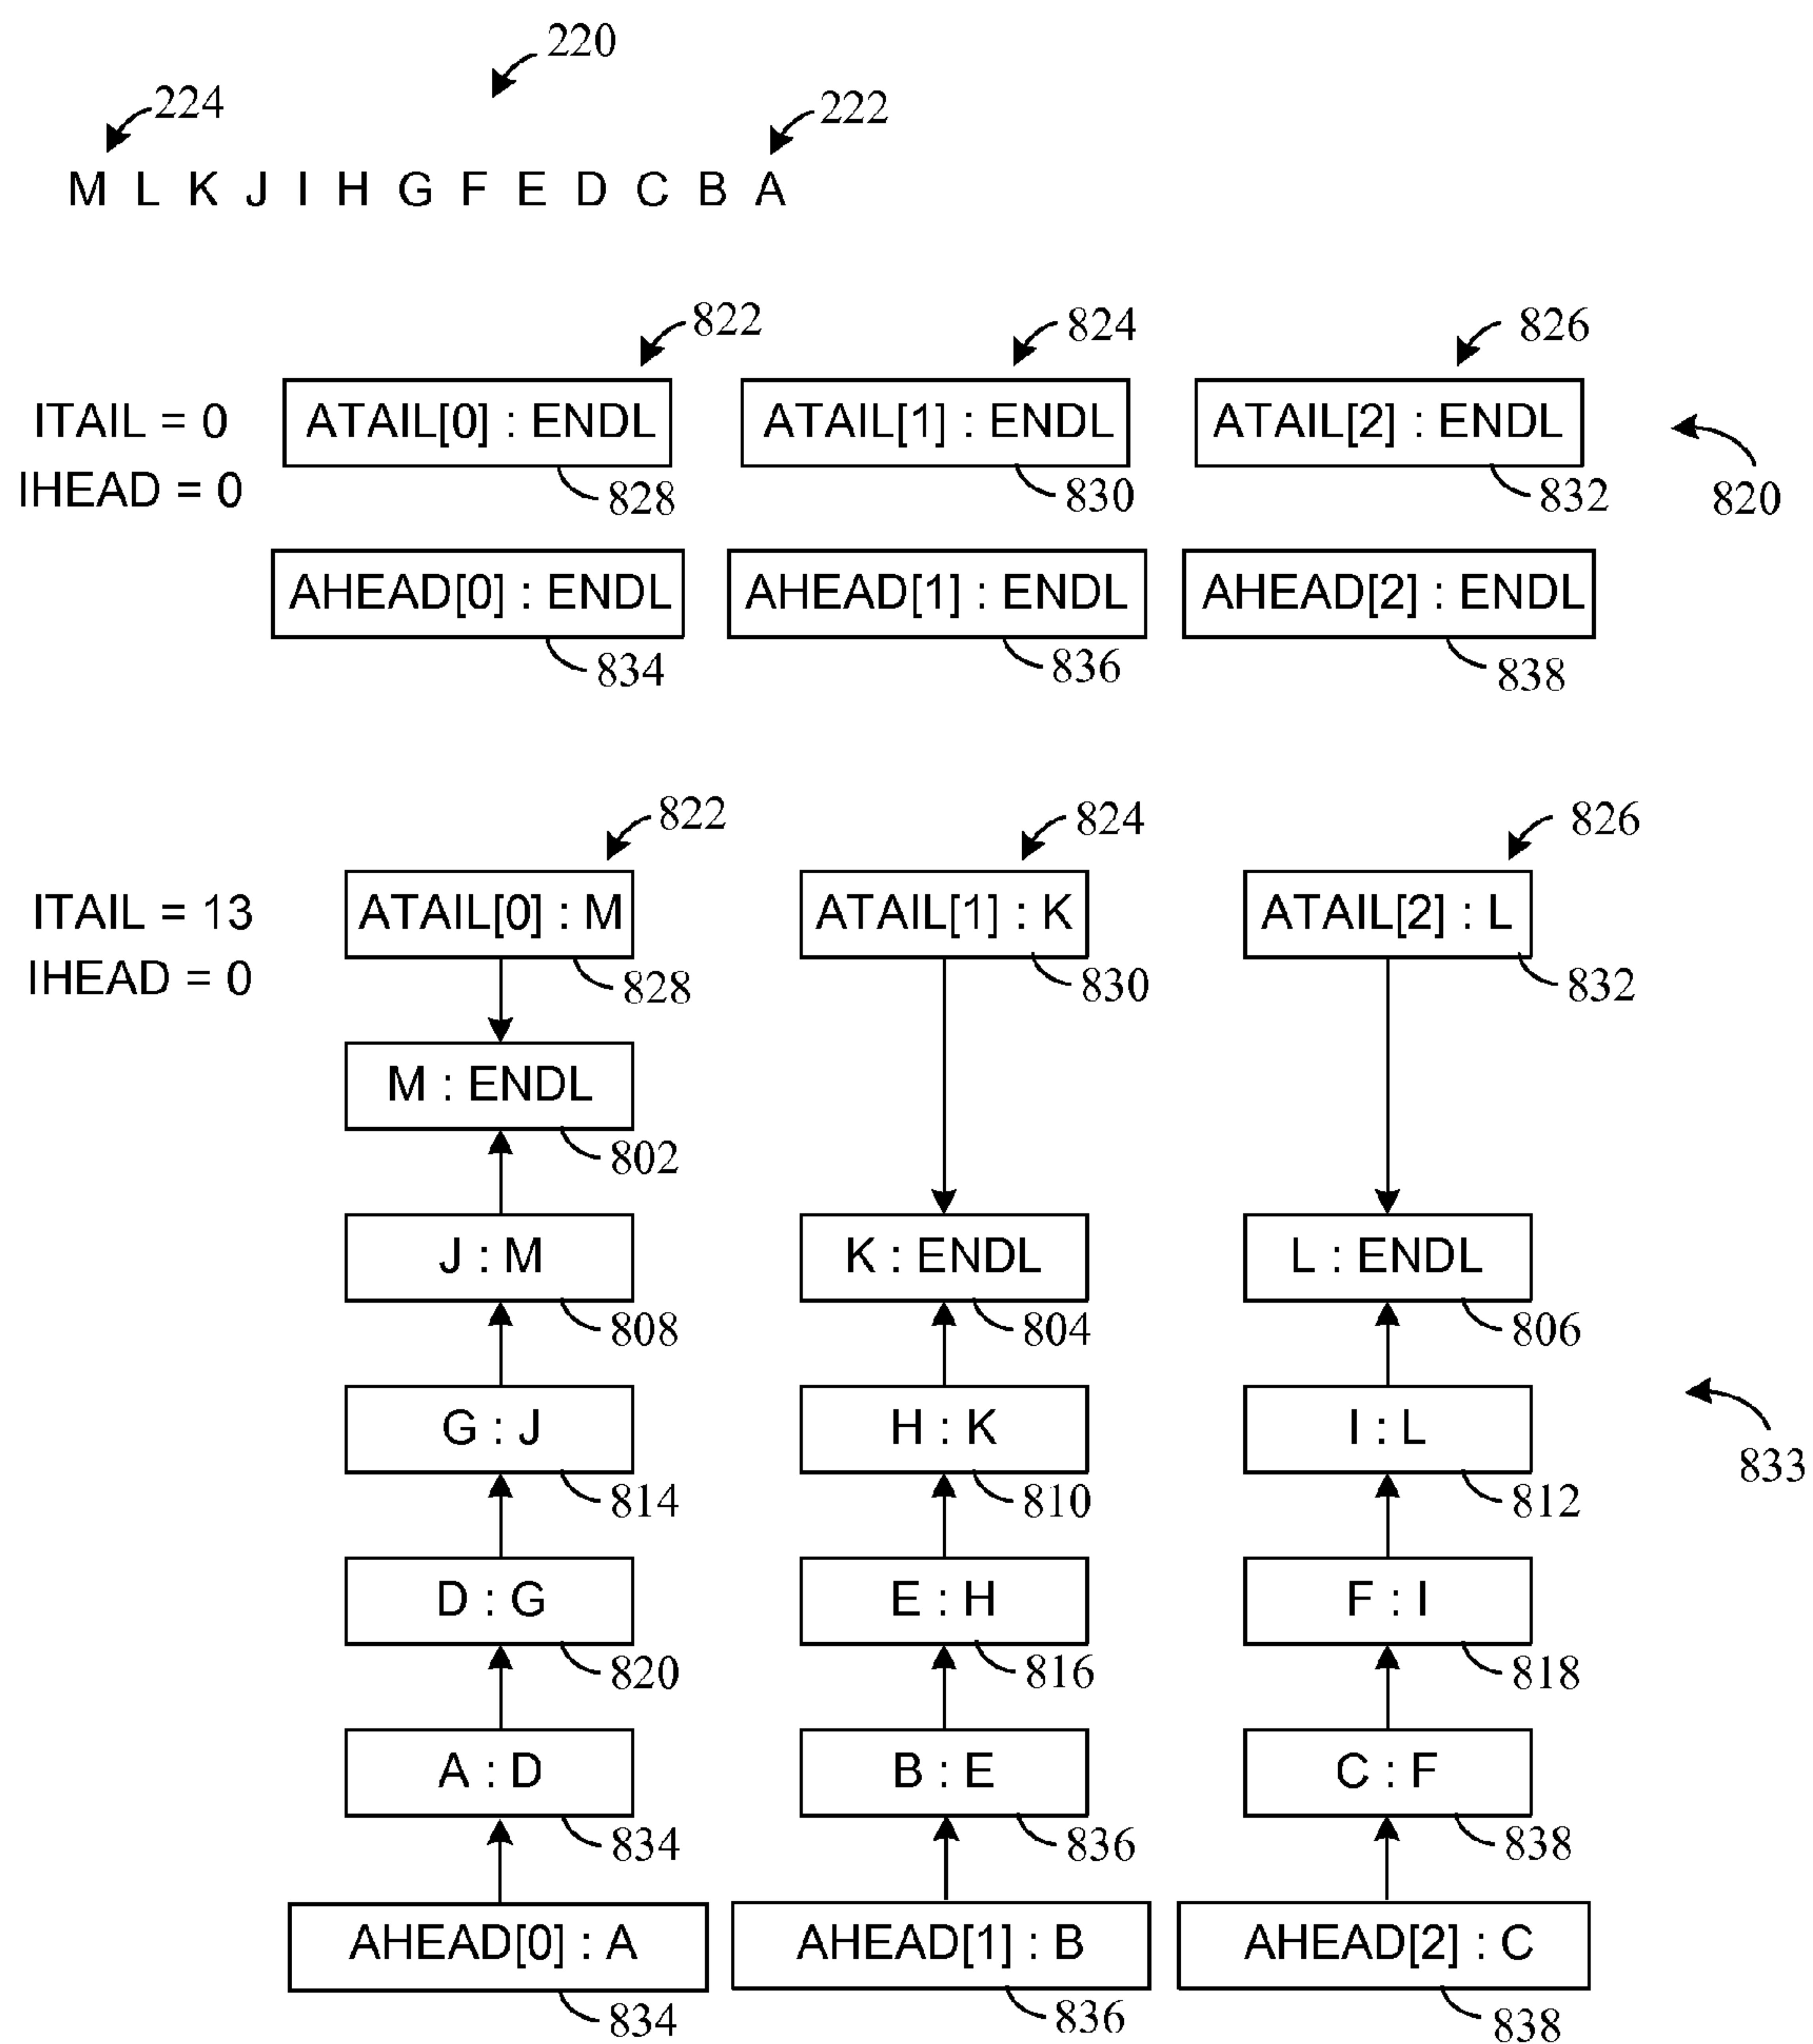 220
224
222
M L K J I H G F E D C B A
822
824
826
ITAIL = 0
ATAIL[0] : ENDL
ATAIL[1] : ENDL
ATAIL[2] : ENDL
IHEAD = 0
828
830
832
820
AHEAD[0] : ENDL
AHEAD[1] : ENDL
AHEAD[2] : ENDL
834
836
838
822
824
826
ITAIL = 13
ATAIL[0] : M
ATAIL[1] : K
ATAIL[2] : L
IHEAD = 0
828
830
832
M : ENDL
802
J : M
K : ENDL
L : ENDL
808
804
806
G : J
H : K
I : L
833
814
810
812
D : G
E : H
F : I
820
816
818
A : D
B : E
C : F
834
836
838
AHEAD[0] : A
AHEAD[1] : B
AHEAD[2] : C
834
836
838